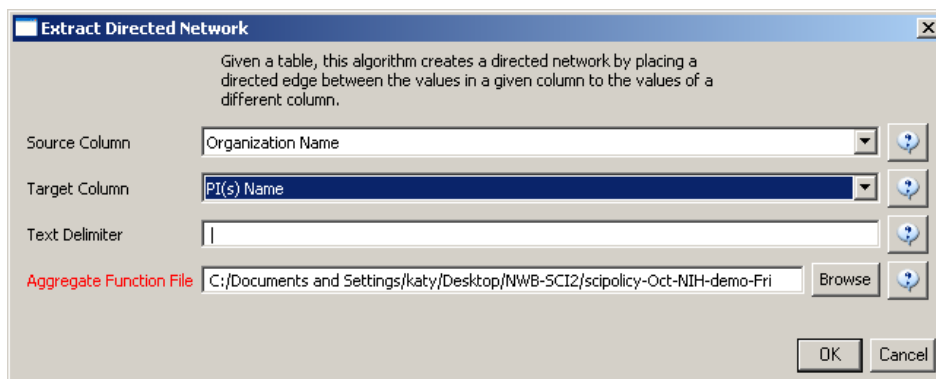 Extract Directed Network
Given a table, this algorithm creates a directed network by placing a
directed edge between the values in a given column to the values of a
different column.
Source Column Organization Name
Target Column PI(s) Name
Text Delimiter |
Aggregate Function File C:/Documents and Settings/katy/Desktop/NWB-SCI2/scipolicy-Oct-NIH-demo-Fri Browse
OK Cancel